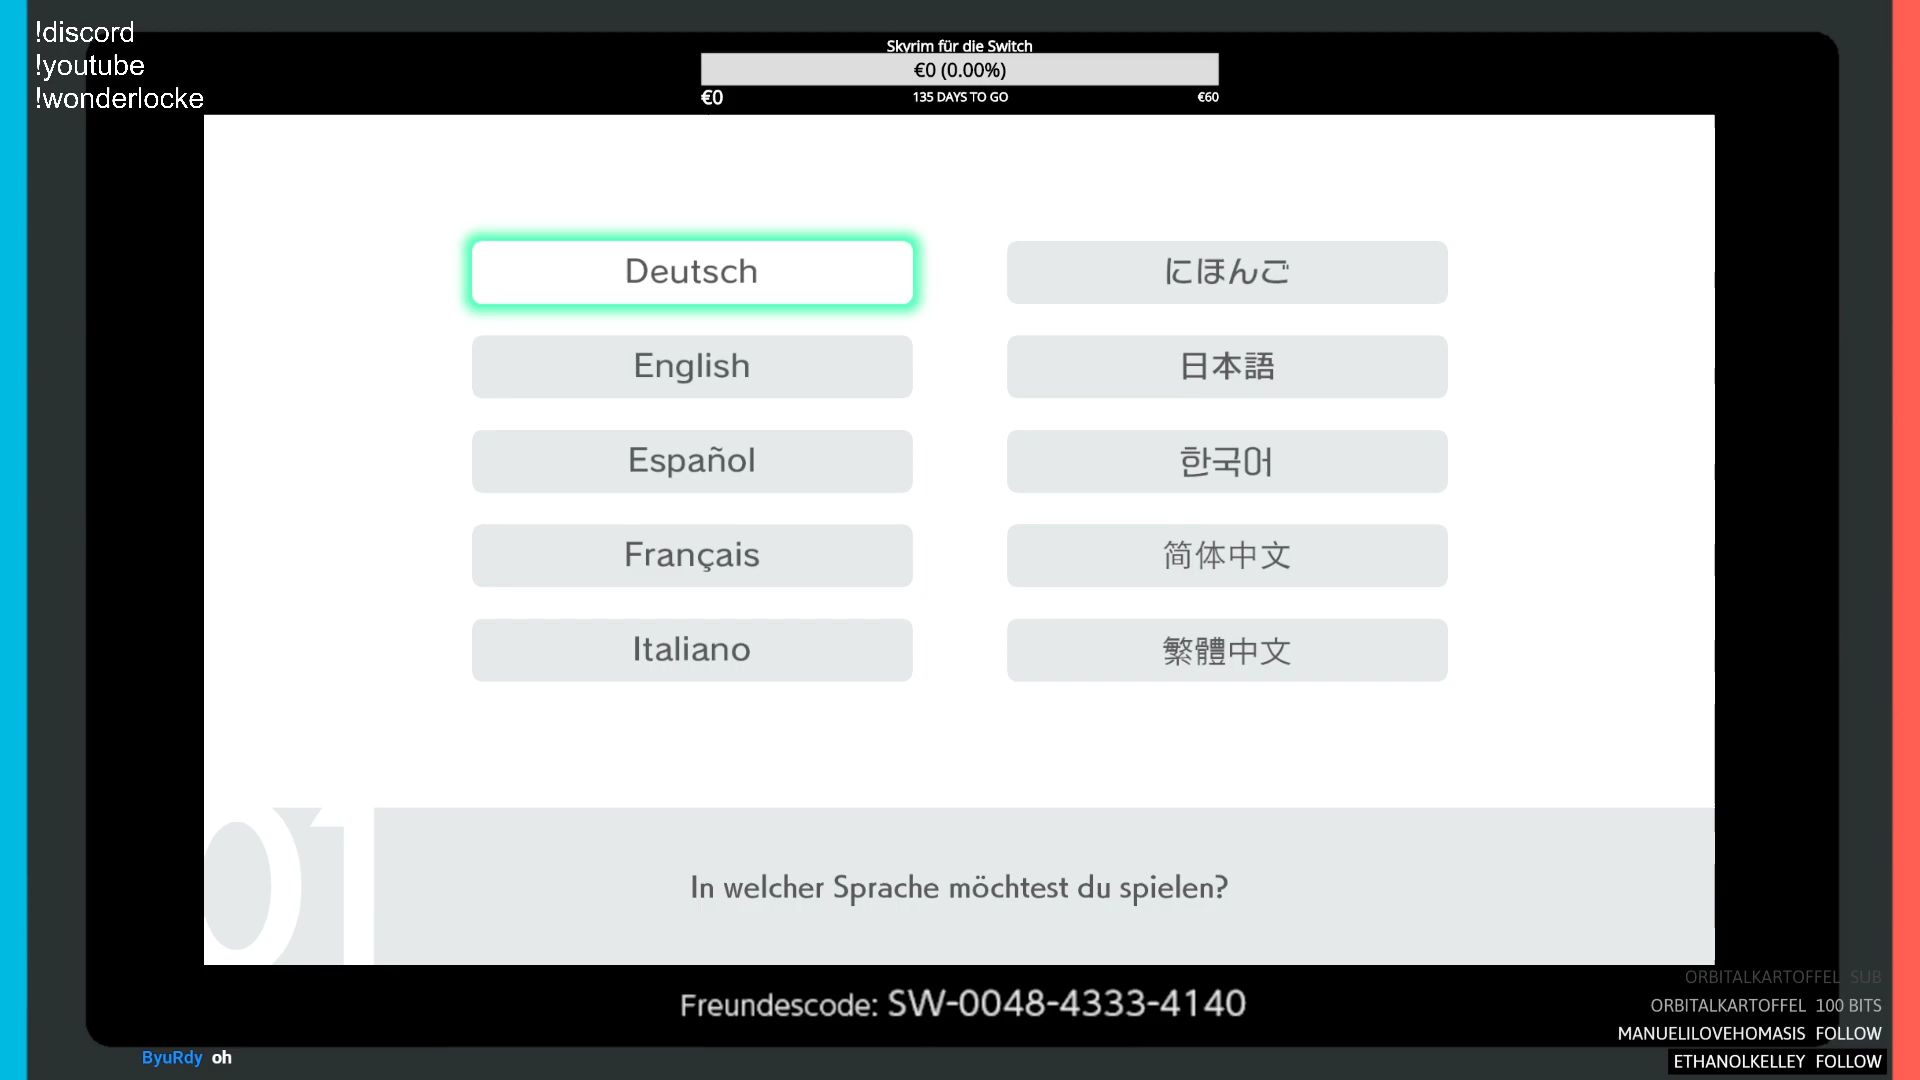 !discord
!youtube
!wonderlocke
Skyrim für die Switch
€0 (0.00%)
€0 135 DAYS TO GO €60
Deutsch
English
Español
Français
Italiano
にほんご
日本語
한국어
简体中文
繁體中文
01
In welcher Sprache möchtest du spielen?
Freundescode: SW-0048-4333-4140
ORBITALKARTOFFEL SUB
ORBITALKARTOFFEL 100 BITS
MANUELILOVEHOMASIS FOLLOW
ETHANOLKELLEY FOLLOW
ByuRdy oh